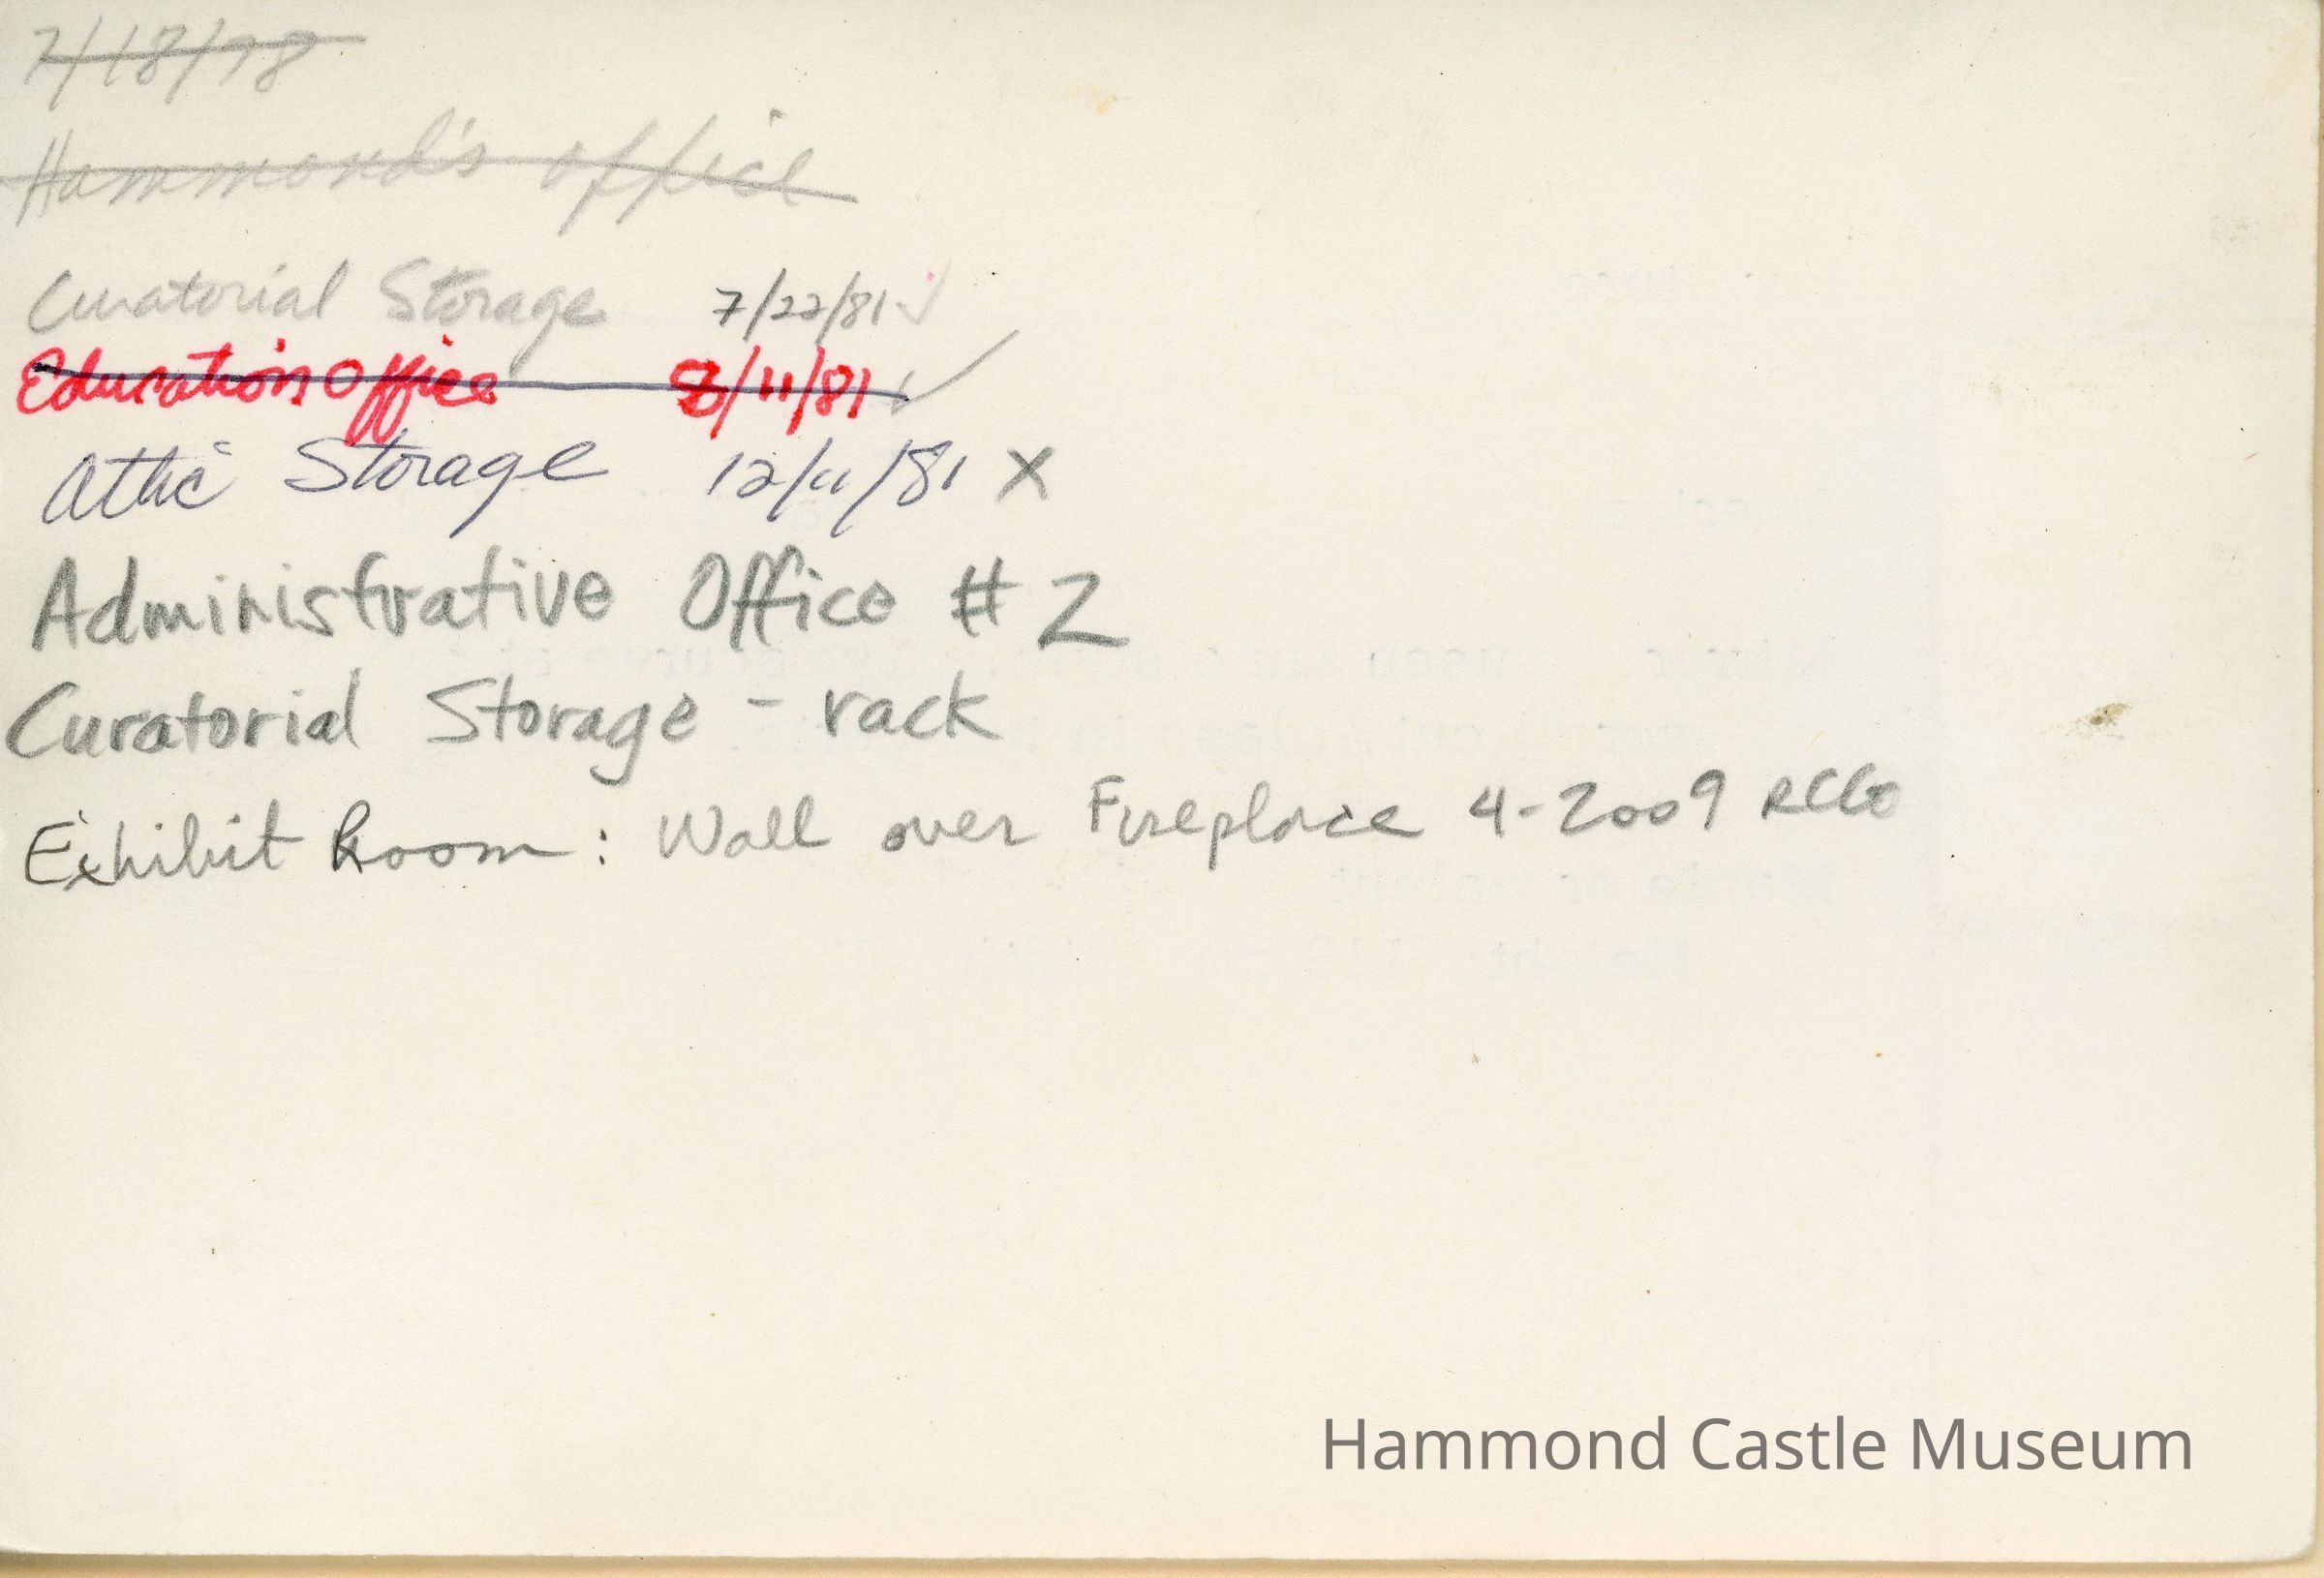 7/18/78
Hammond's office
Curatorial Storage 7/22/81 ✓
Education Office 8/11/81 ✓
Attic Storage 12/11/81 X
Administrative Office # 2
Curatorial Storage - rack
Exhibit Room: Wall over Fireplace 4-2009
Hammond Castle Museum